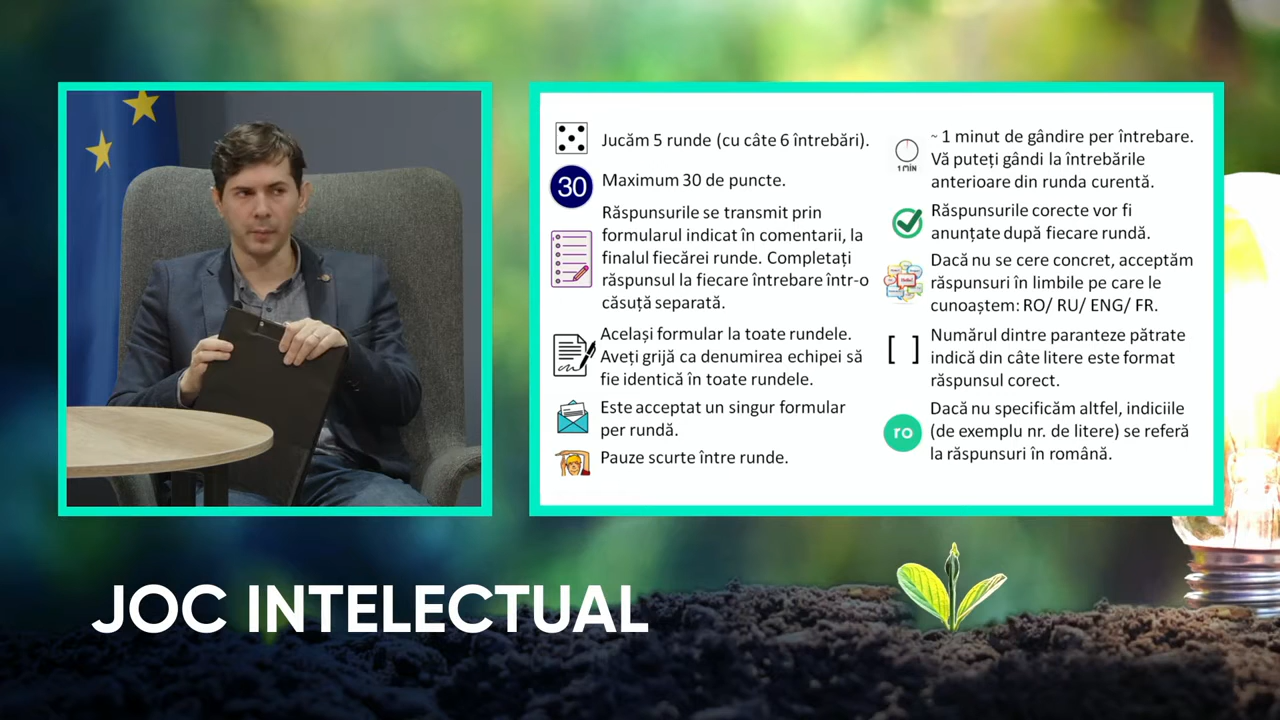 Jucăm 5 runde (cu câte 6 întrebări).
30
Maximum 30 de puncte.
Răspunsurile se transmit prin
formularul indicat în comentarii, la
finalul fiecărei runde. Completați
răspunsul la fiecare întrebare într-o
căsuță separată.
Același formular la toate rundele.
Aveți grijă ca denumirea echipei să
fie identică în toate rundele.
Este acceptat un singur formular
per rundă.
Pauze scurte între runde.
1 MIN
~ 1 minut de gândire per întrebare.
Vă puteți gândi la întrebările
anterioare din runda curentă.
Răspunsurile corecte vor fi
anunțate după fiecare rundă.
Dacă nu se cere concret, acceptăm
răspunsuri în limbile pe care le
cunoaștem: RO/ RU/ ENG/ FR.
[ ]
Numărul dintre paranteze pătrate
indică din câte litere este format
răspunsul corect.
ro
Dacă nu specificăm altfel, indiciile
(de exemplu nr. de litere) se referă
la răspunsuri în română.
JOC INTELECTUAL